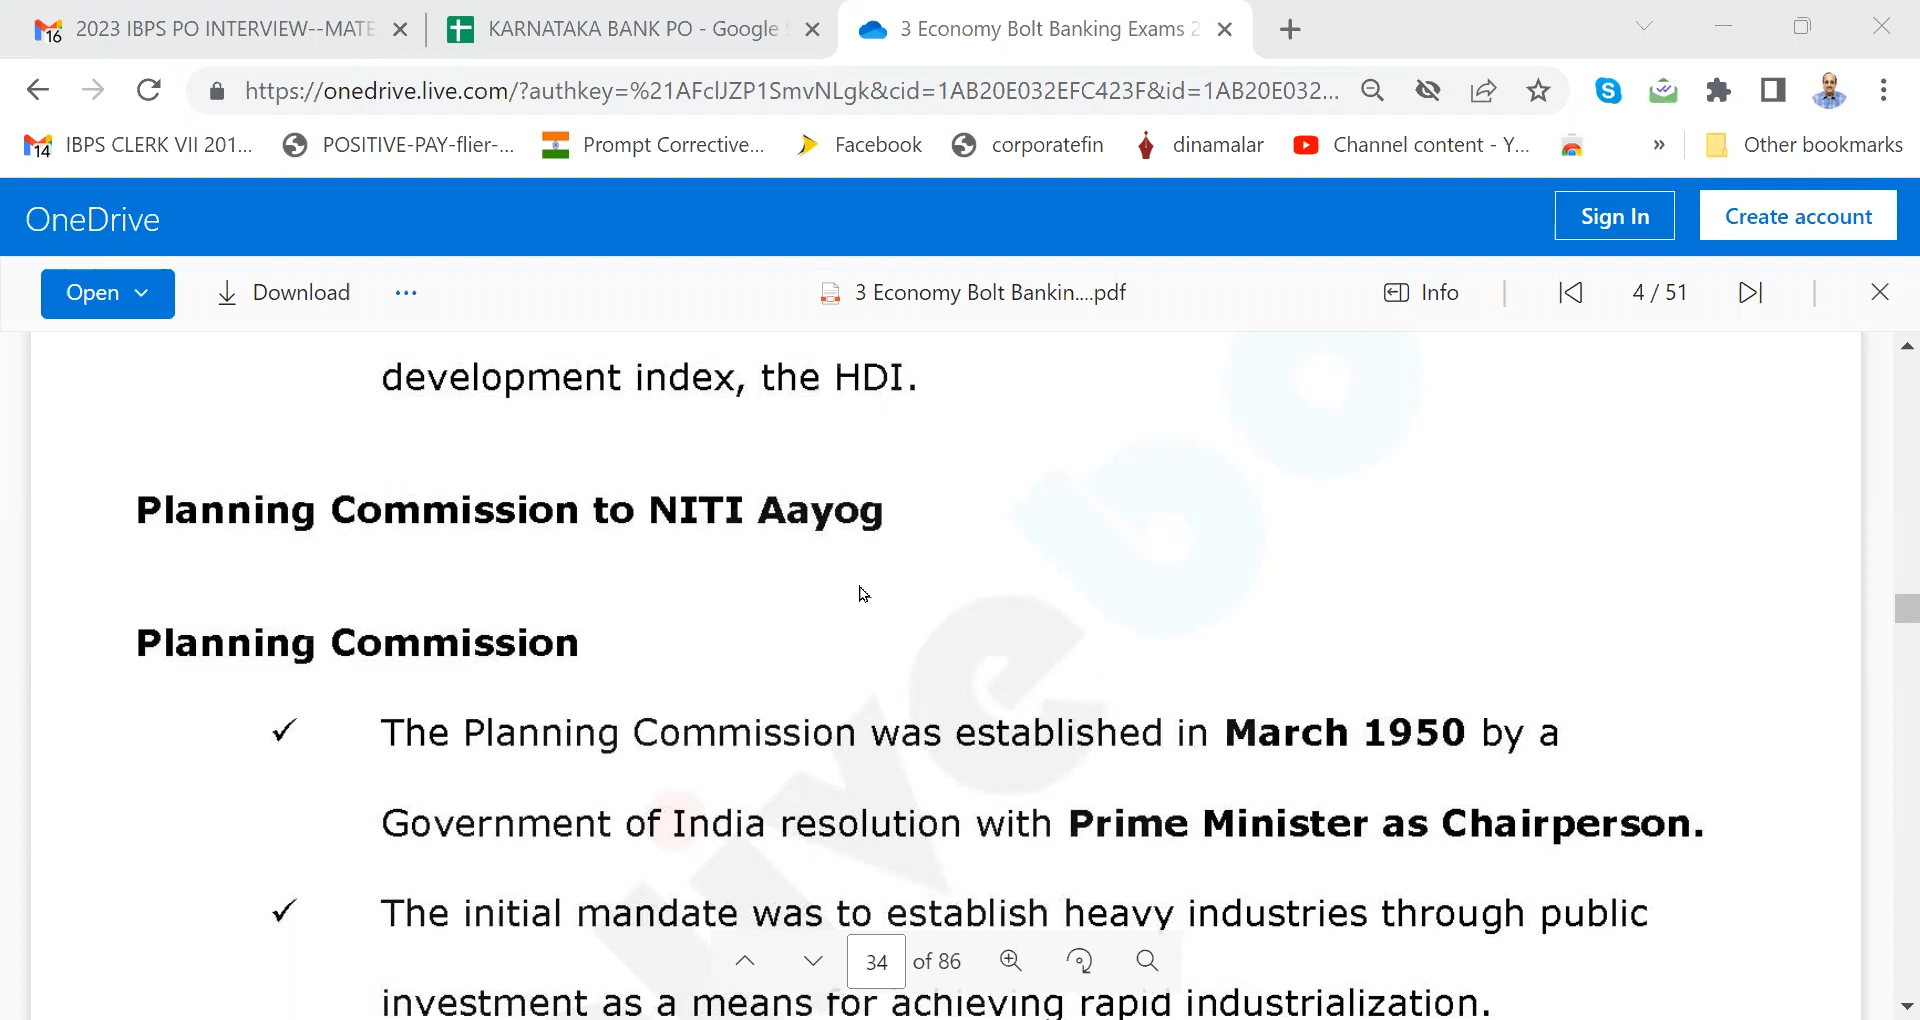 2023 IBPS PO INTERVIEW--MATE
KARNATAKA BANK PO - Google S
3 Economy Bolt Banking Exams 2
https://onedrive.live.com/?authkey=%21AFclJZP1SmvNLgk&cid=1AB20E032EFC423F&id=1AB20E032...
IBPS CLERK VII 201...
POSITIVE-PAY-flier-...
Prompt Corrective...
Facebook
corporatefin
dinamalar
Channel content - Y...
»
Other bookmarks
OneDrive
Sign In
Create account
Open
Download
...
3 Economy Bolt Bankin....pdf
Info
4 / 51
development index, the HDI.
Planning Commission to NITI Aayog
Planning Commission
✓ The Planning Commission was established in March 1950 by a
Government of India resolution with Prime Minister as Chairperson.
✓ The initial mandate was to establish heavy industries through public
34 of 86
investment as a means for achieving rapid industrialization.